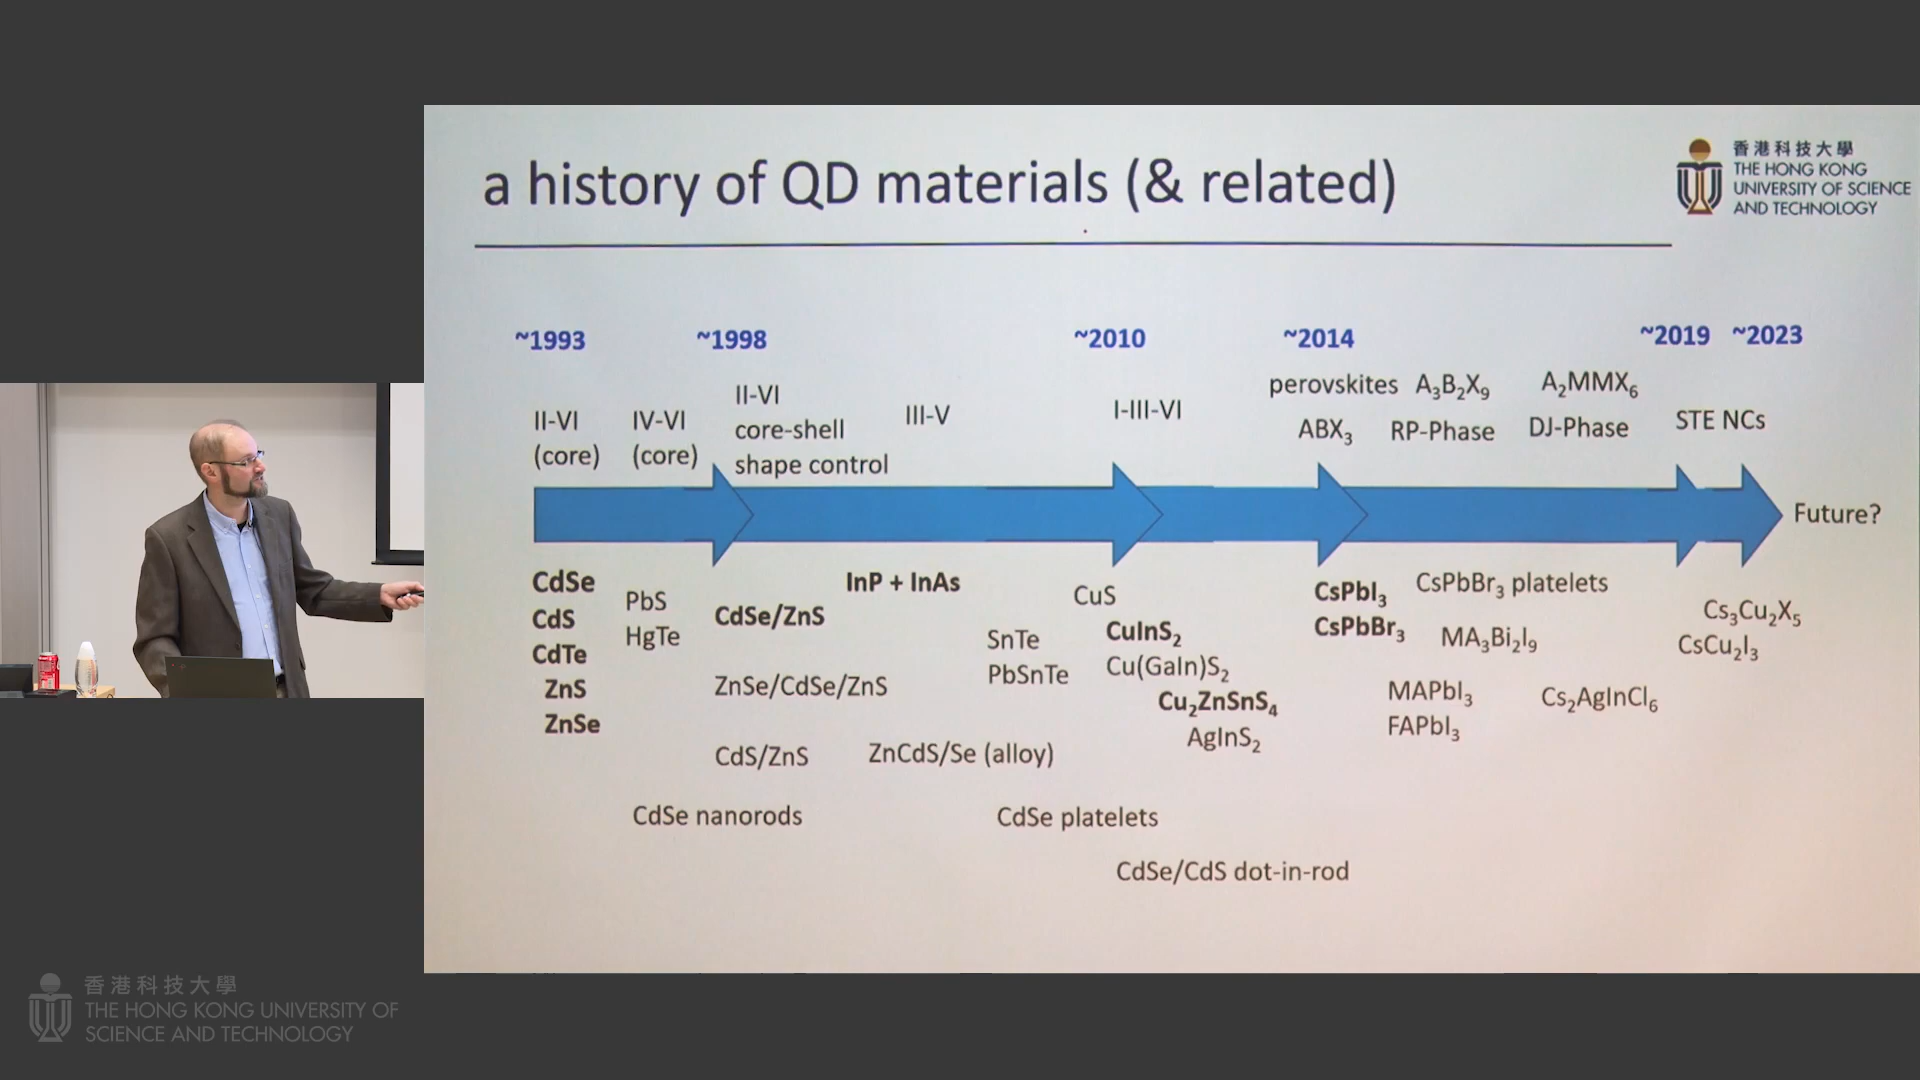 a history of QD materials (& related)
香港科技大學
THE HONG KONG
UNIVERSITY OF SCIENCE
AND TECHNOLOGY
~1993
~1998
~2010
~2014
~2019
~2023
II-VI
(core)
IV-VI
(core)
II-VI
core-shell
shape control
III-V
I-III-VI
perovskites
ABX₃
A₃B₂X₉
RP-Phase
A₂MMX₆
DJ-Phase
STE NCs
Future?
CdSe
CdS
CdTe
ZnS
ZnSe
PbS
HgTe
CdSe/ZnS
ZnSe/CdSe/ZnS
CdS/ZnS
CdSe nanorods
InP + InAs
ZnCdS/Se (alloy)
SnTe
PbSnTe
CdSe platelets
CuS
CuInS₂
Cu(GaIn)S₂
Cu₂ZnSnS₄
AgInS₂
CdSe/CdS dot-in-rod
CsPbI₃
CsPbBr₃
CsPbBr₃ platelets
MA₃Bi₂I₉
MAPbI₃
FAPbI₃
Cs₂AgInCl₆
Cs₃Cu₂X₅
CsCu₂I₃
香港科技大學
THE HONG KONG UNIVERSITY OF
SCIENCE AND TECHNOLOGY